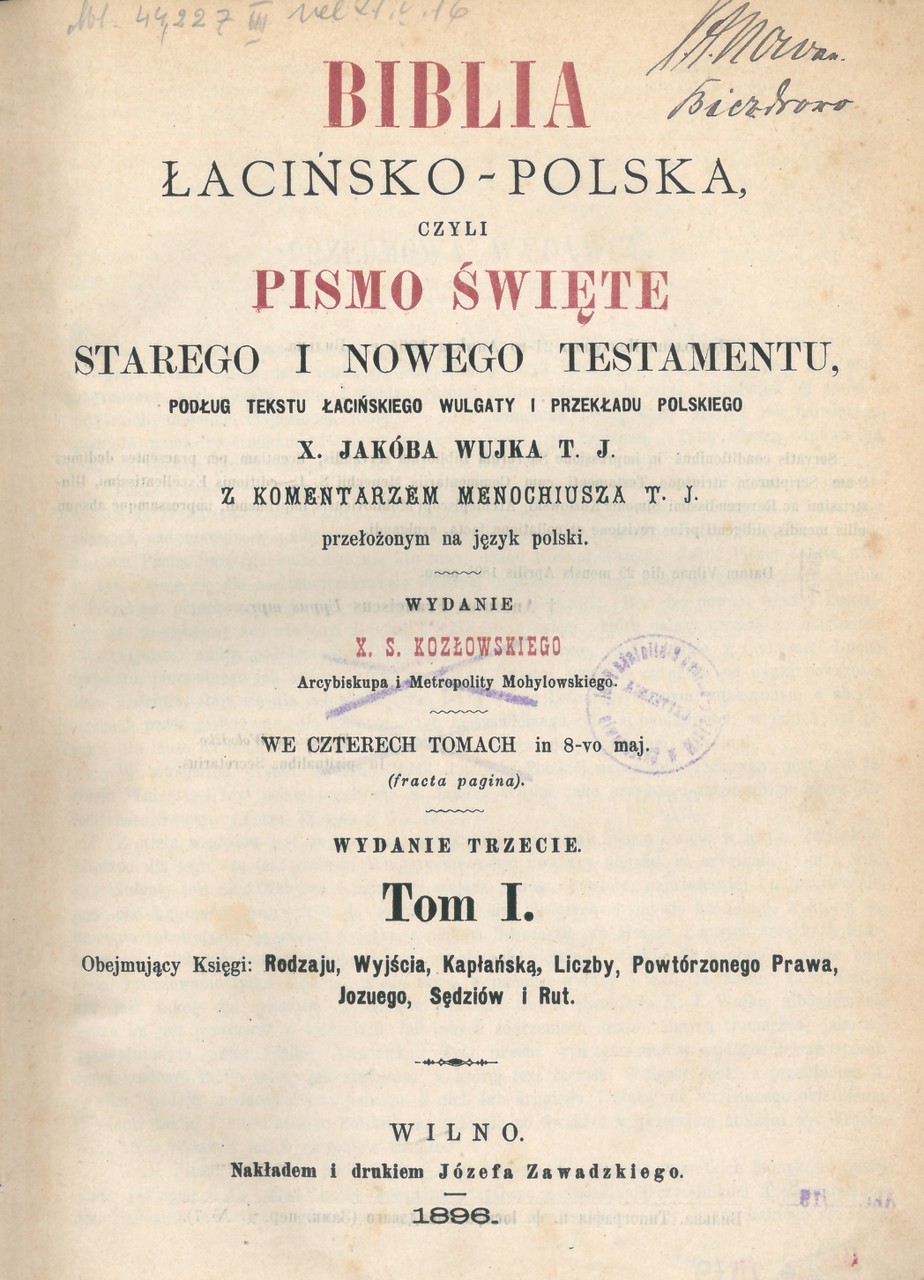 BIBLIA
ŁACIŃSKO-POLSKA,
CZYLI
PISMO ŚWIĘTE
STAREGO I NOWEGO TESTAMENTU,
PODŁUG TEKSTU ŁACIŃSKIEGO WULGATY I PRZEKŁADU POLSKIEGO
X. JAKÓBA WUJKA T. J.
Z KOMENTARZEM MENOCHIUSZA T. J.
przełożonym na język polski.
WYDANIE
X. S. KOZŁOWSKIEGO
Arcybiskupa i Metropolity Mohylowskiego.
WE CZTERECH TOMACH in 8-vo maj.
(fracta pagina).
WYDANIE TRZECIE.
Tom I.
Obejmujący Księgi: Rodzaju, Wyjścia, Kapłańską, Liczby, Powtórzonego Prawa,
Jozuego, Sędziów i Rut.
WILNO.
Nakładem i drukiem Józefa Zawadzkiego.
1896.